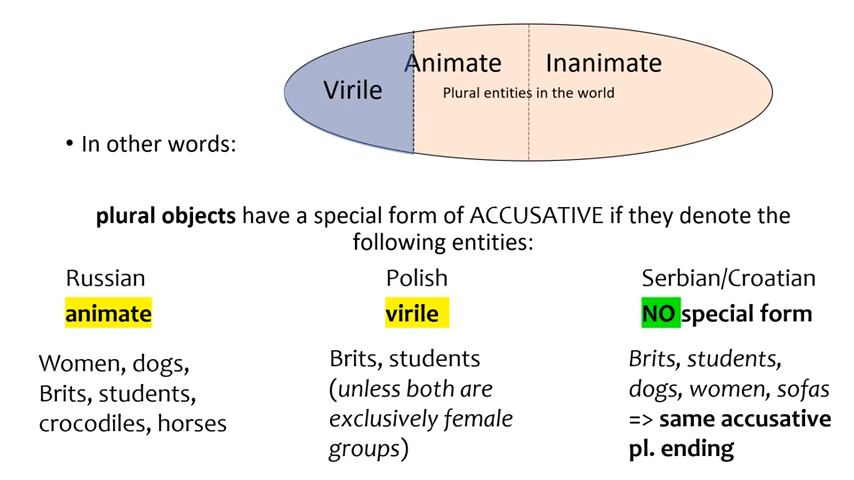 Animate
Inanimate
Virile
Plural entities in the world
• In other words:
plural objects have a special form of ACCUSATIVE if they denote the
following entities:
Russian
animate
Women, dogs,
Brits, students,
crocodiles, horses
Polish
virile
Brits, students
(unless both are
exclusively female
groups)
Serbian/Croatian
NO special form
Brits, students,
dogs, women, sofas
=> same accusative
pl. ending